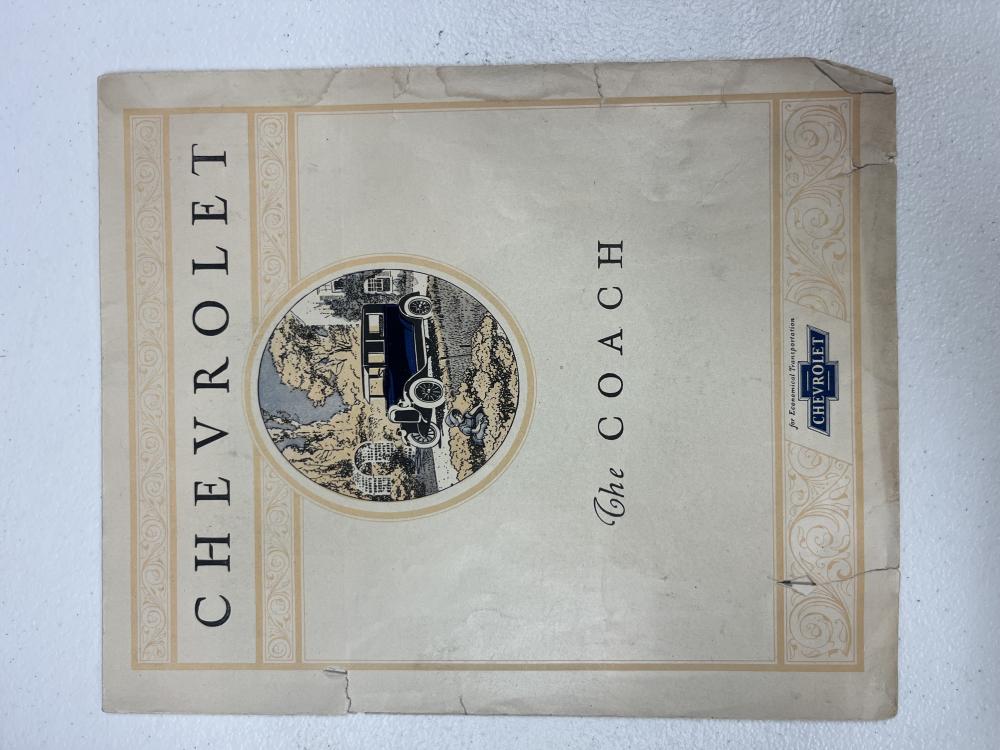 CHEVROLET
The COACH
for Economical Transportation
CHEVROLET